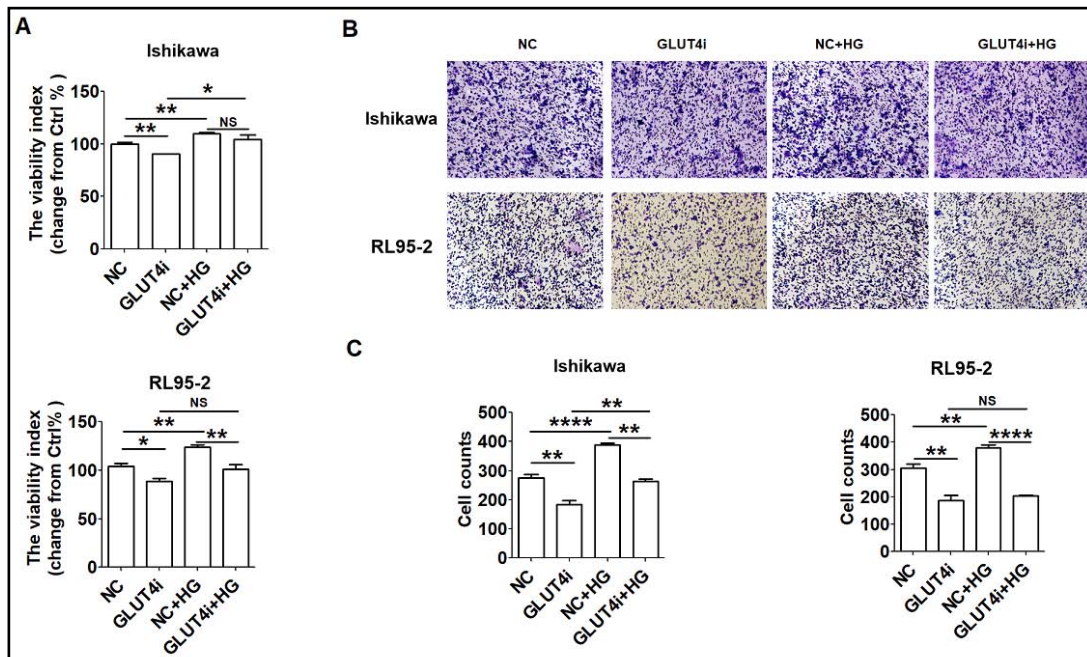 A
Ishikawa
The viability index
(change from Ctrl %)
150
100
50
0
**
**
*
NS
NC
GLUT4i
NC+HG
GLUT4i+HG
RL95-2
The viability index
(change from Ctrl%)
150
100
50
0
NS
**
*
**
NC
GLUT4i
NC+HG
GLUT4i+HG
B
NC GLUT4i NC+HG GLUT4i+HG
Ishikawa
RL95-2
C
Ishikawa
Cell counts
500
400
300
200
100
0
**
****
**
**
NC
GLUT4i
NC+HG
GLUT4i+HG
RL95-2
Cell counts
500
400
300
200
100
0
NS
**
****
**
NC
GLUT4i
NC+HG
GLUT4i+HG